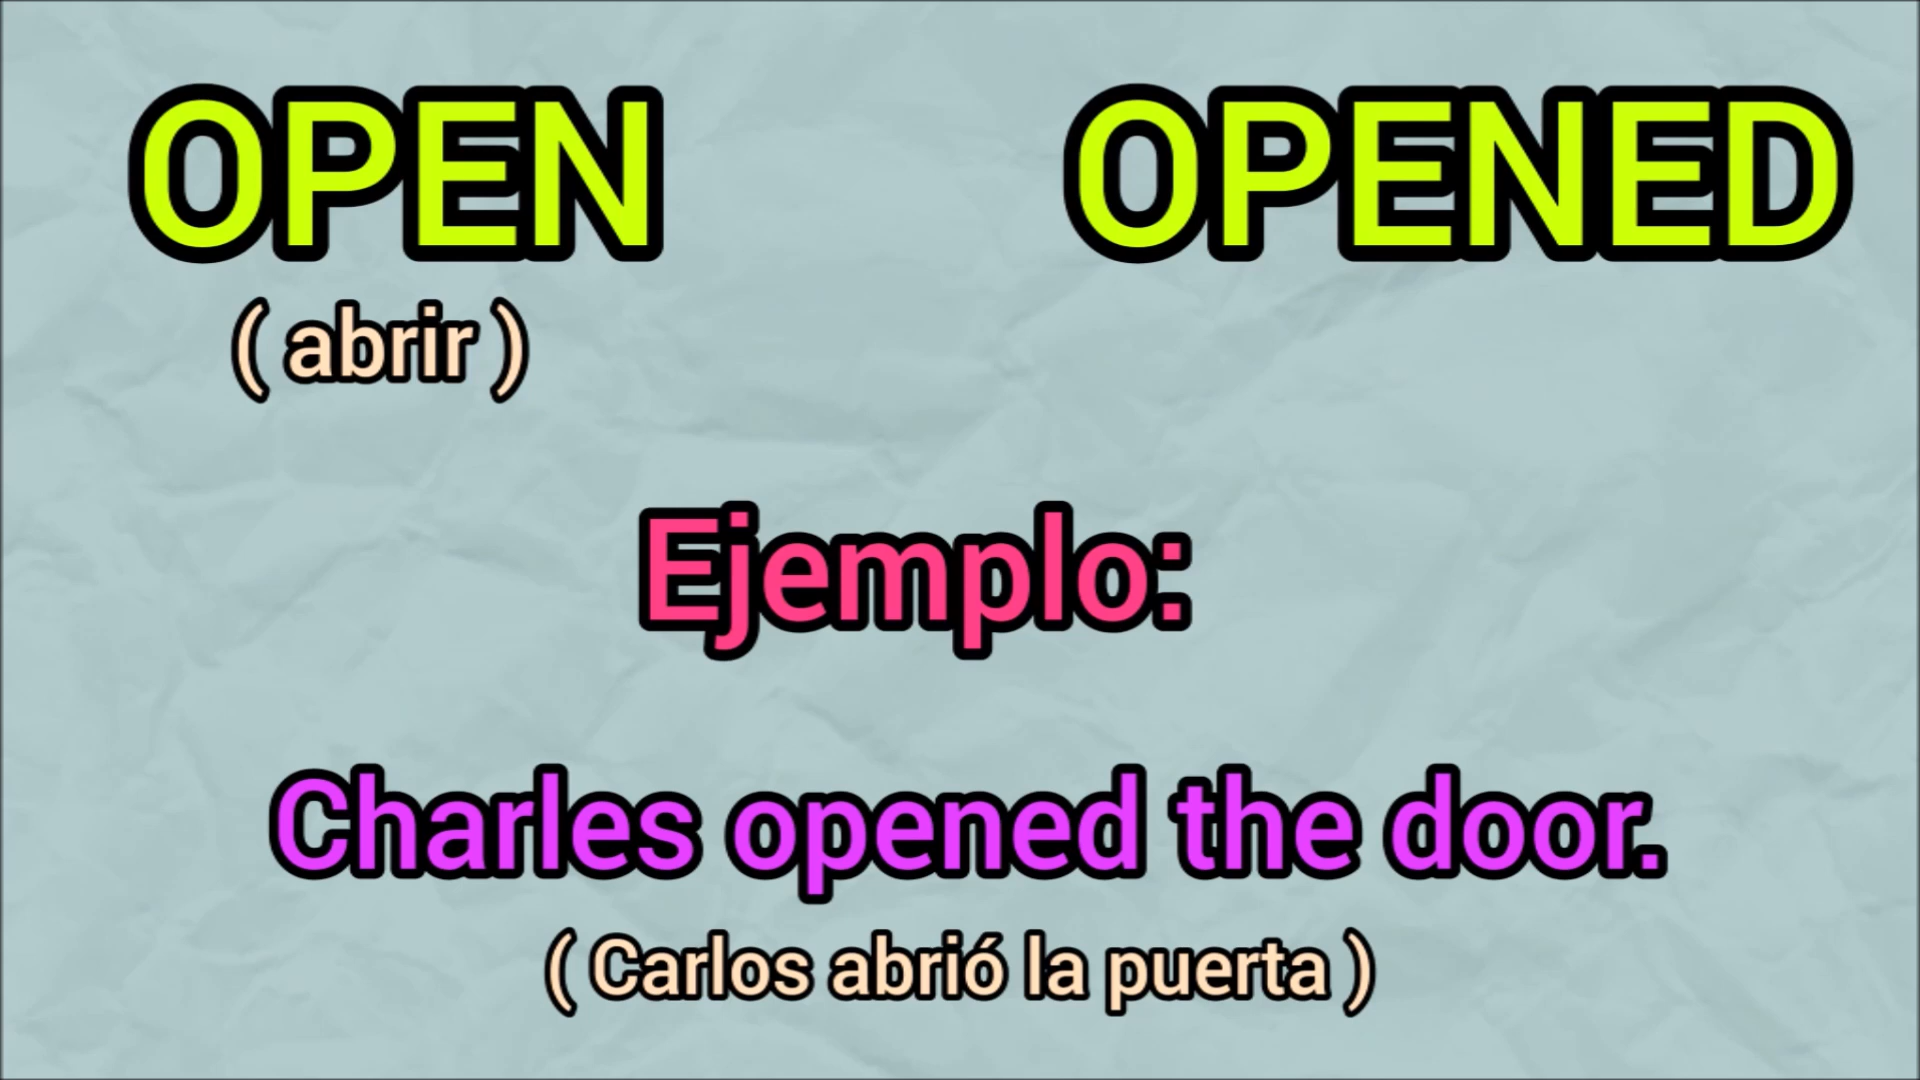 OPEN OPENED
( abrir )
Ejemplo:
Charles opened the door.
( Carlos abrió la puerta )